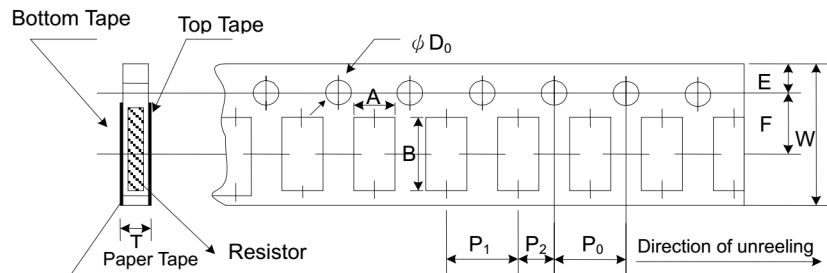 Bottom Tape
Top Tape
ψ D₀
E
A
F
W
B
T
Paper Tape
Resistor
P₁
P₂
P₀
Direction of unreeling